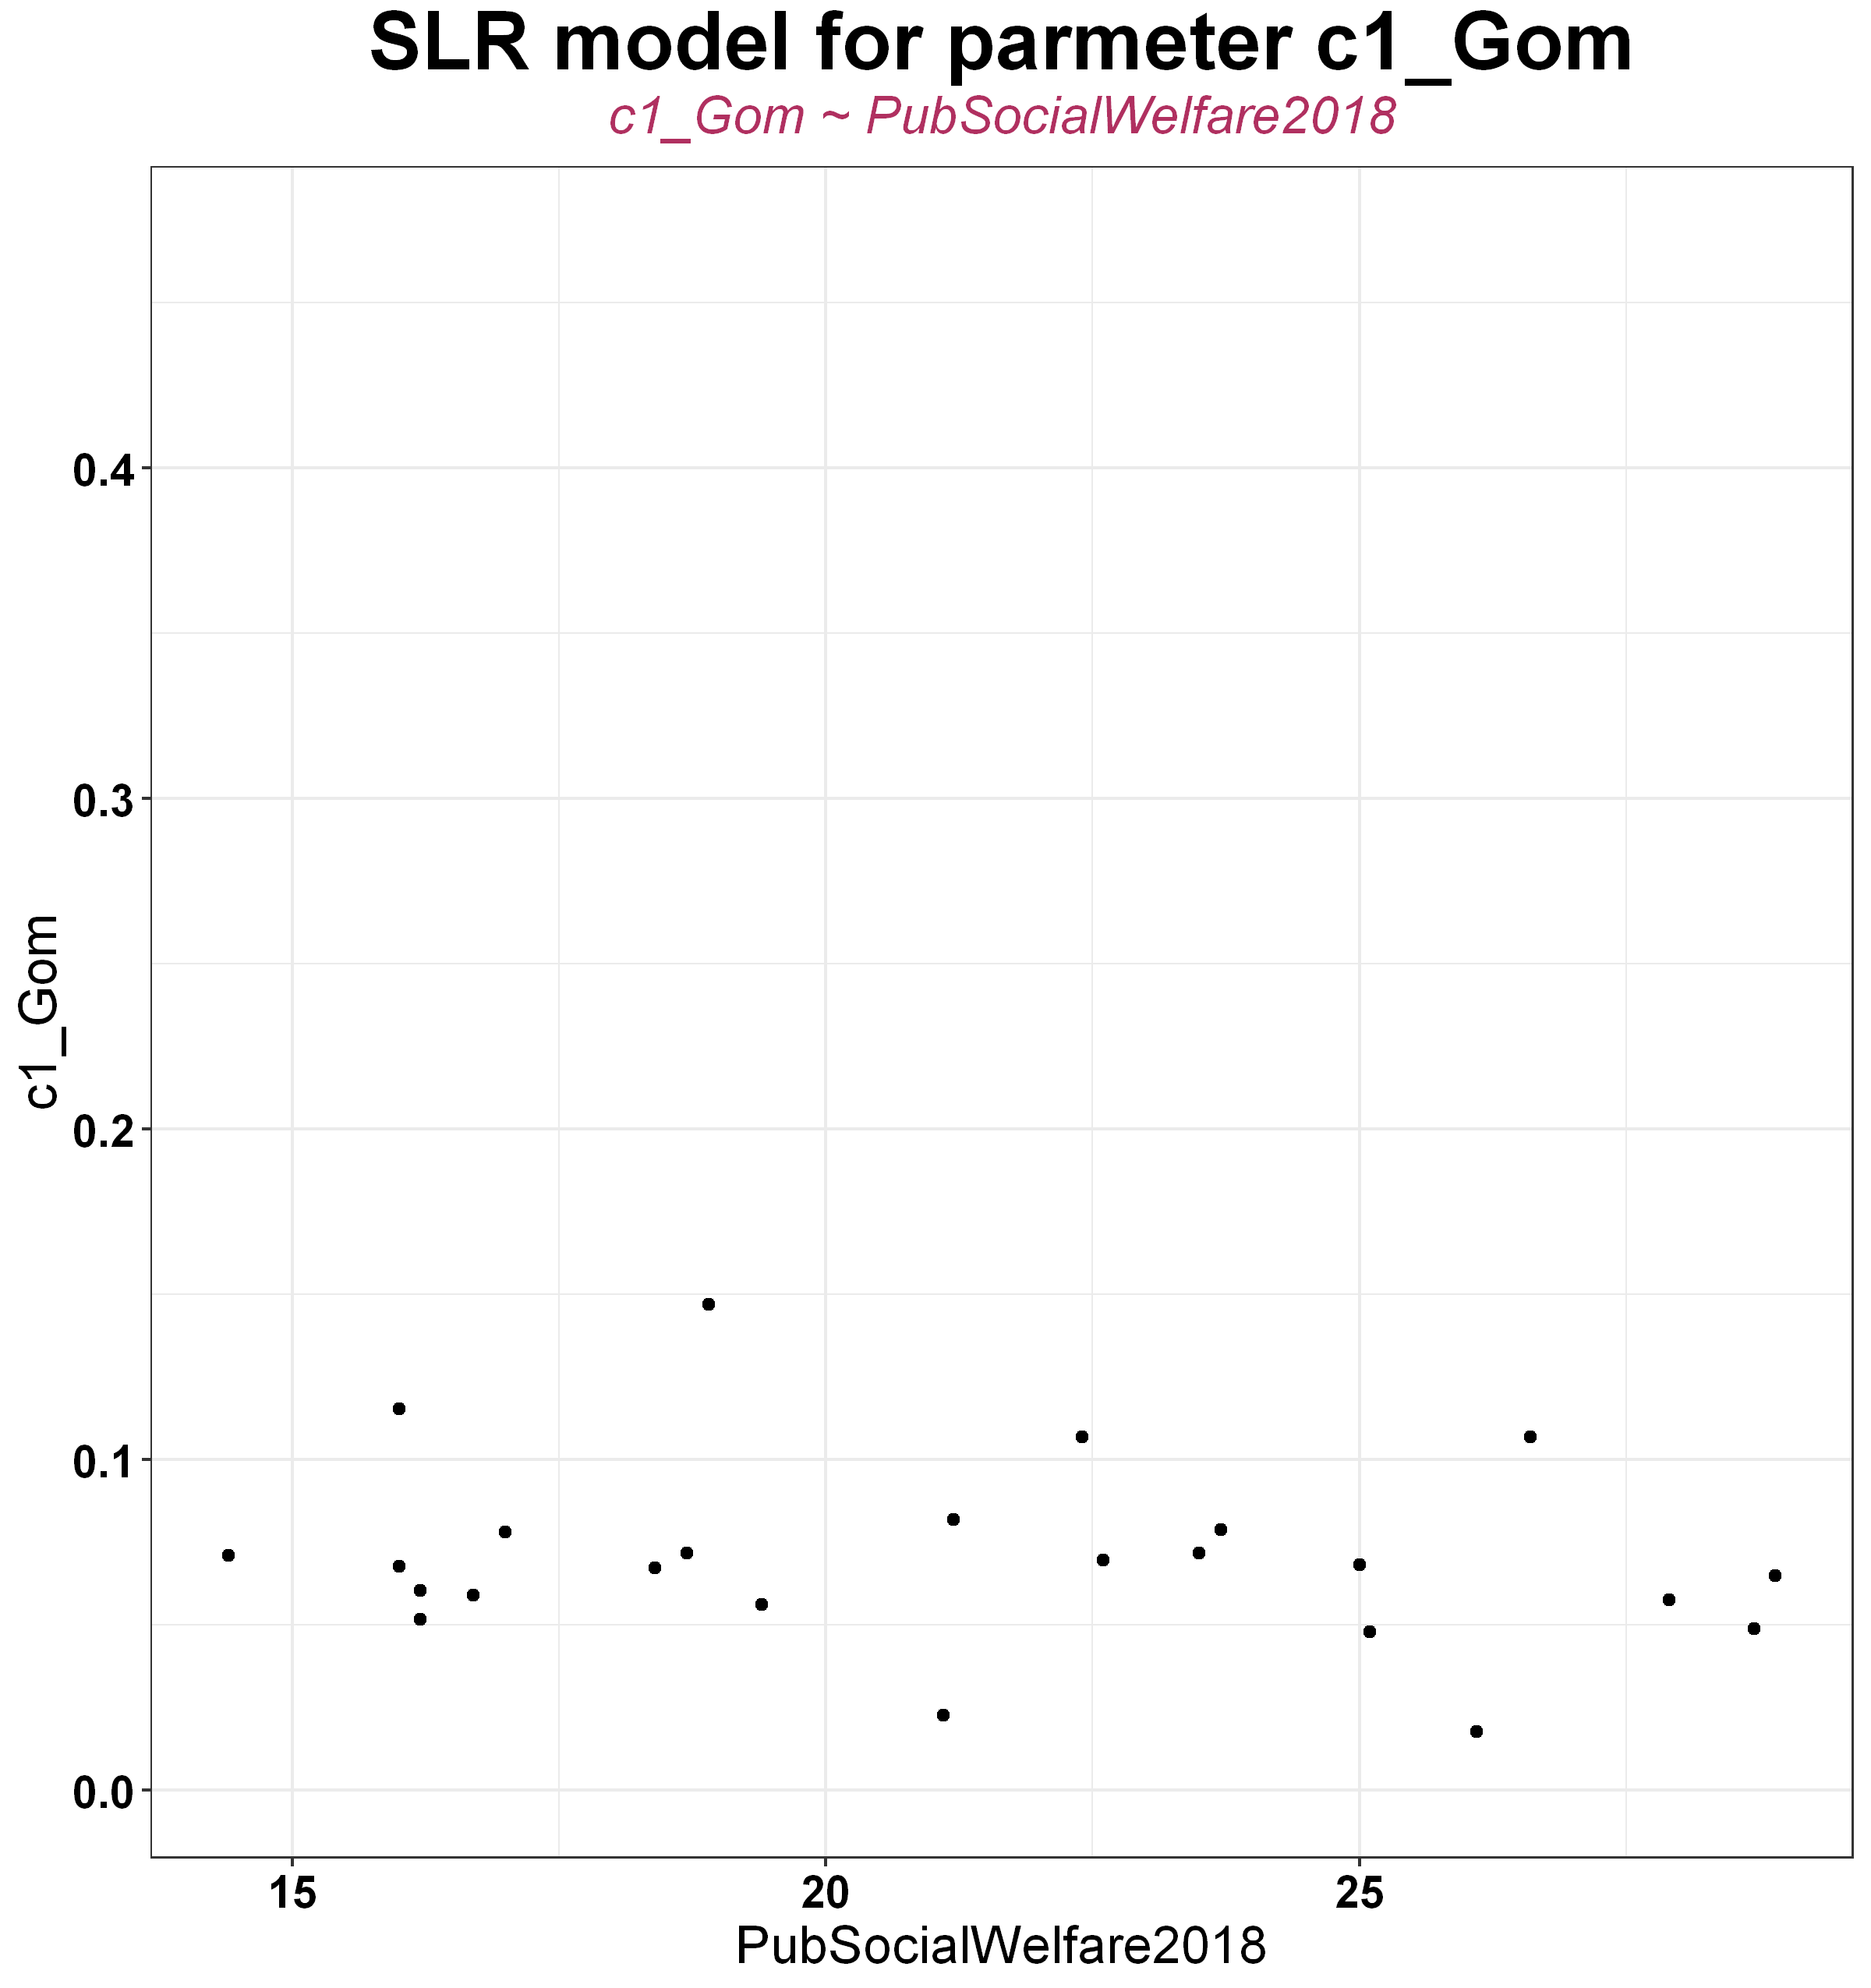 SLR model for parmeter c1_Gom
c1_Gom ~ PubSocialWelfare2018
c1_Gom
0.4
0.3
0.2
0.1
0.0
15
20
25
PubSocialWelfare2018